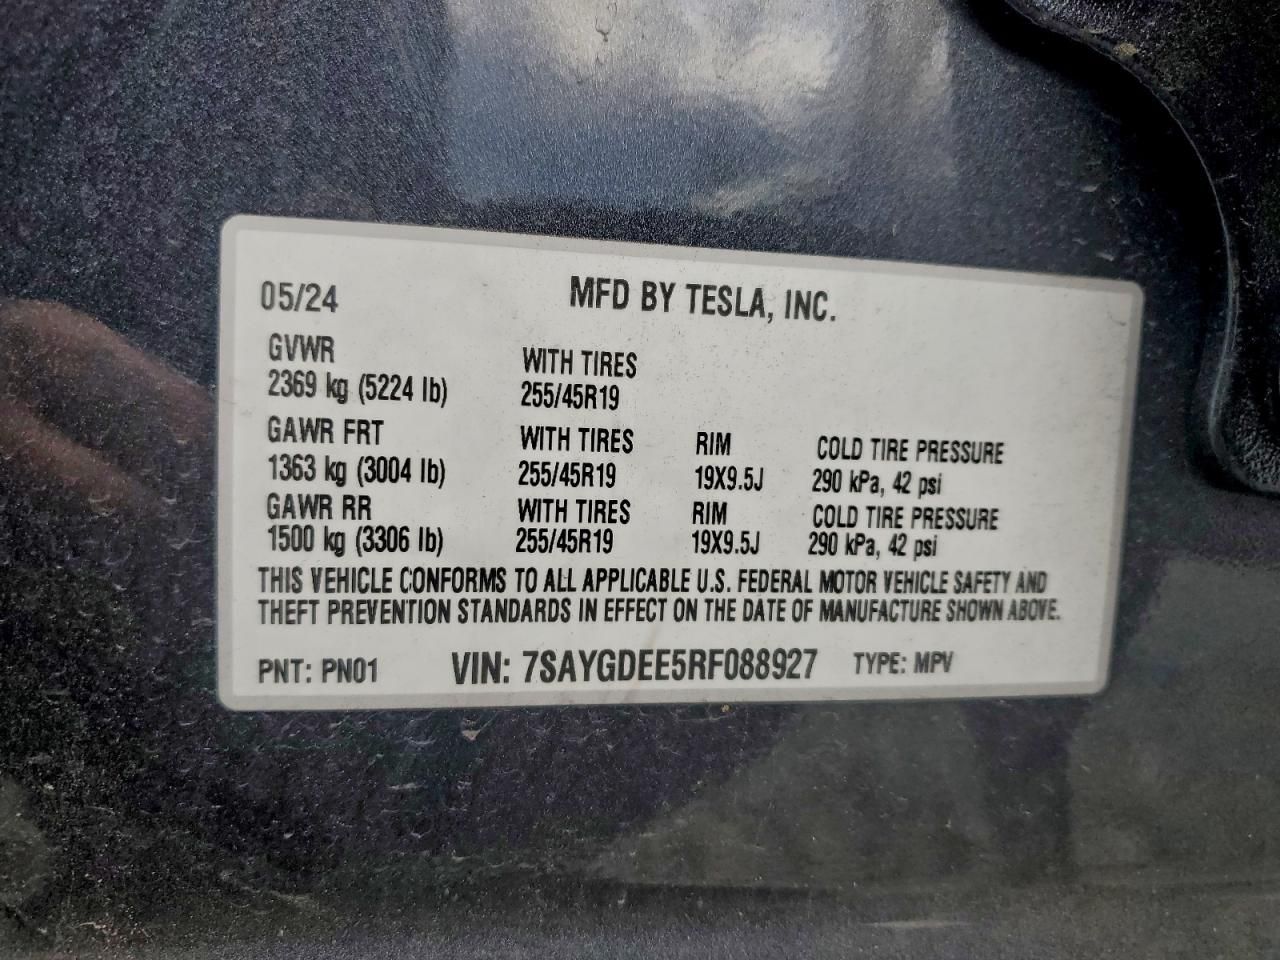 05/24 MFD BY TESLA, INC.
GVWR WITH TIRES
2369 kg (5224 lb) 255/45R19
GAWR FRT WITH TIRES RIM COLD TIRE PRESSURE
1363 kg (3004 lb) 255/45R19 19X9.5J 290 kPa, 42 psi
GAWR RR WITH TIRES RIM COLD TIRE PRESSURE
1500 kg (3306 lb) 255/45R19 19X9.5J 290 kPa, 42 psi
THIS VEHICLE CONFORMS TO ALL APPLICABLE U.S. FEDERAL MOTOR VEHICLE SAFETY AND
THEFT PREVENTION STANDARDS IN EFFECT ON THE DATE OF MANUFACTURE SHOWN ABOVE.
PNT: PN01 VIN: 7SAYGDEE5RF088927 TYPE: MPV